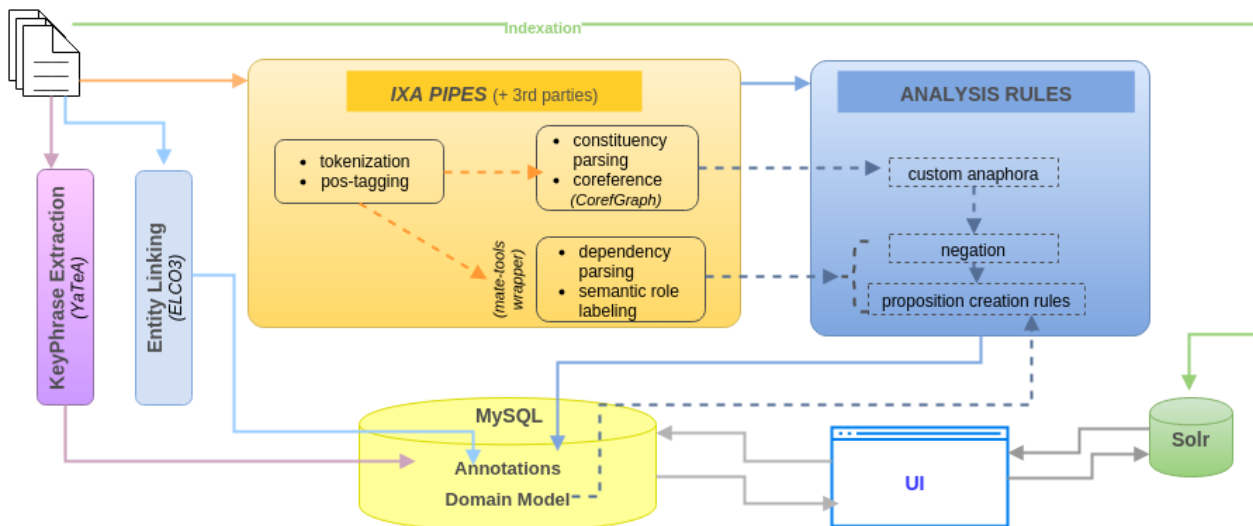 Indexation
IXA PIPES (+ 3rd parties)
ANALYSIS RULES
• tokenization
• pos-tagging
• constituency
parsing
• coreference
(CorefGraph)
custom anaphora
KeyPhrase Extraction
(YaTeA)
Entity Linking
(ELCO3)
(mate-tools
wrapper)
• dependency
parsing
• semantic role
labeling
negation
proposition creation rules
MySQL
Annotations
Domain Model
UI
Solr